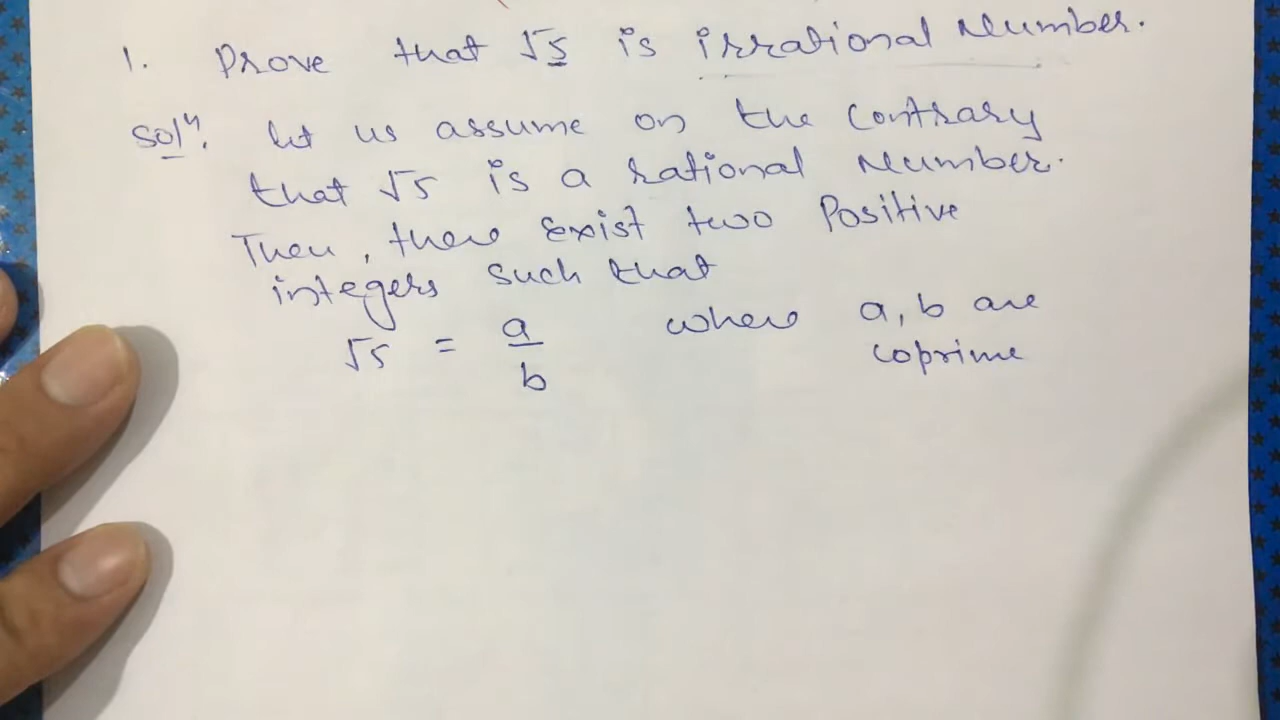 1. Prove that √5 is irrational Number.
Solⁿ. let us assume on the contrary
that √5 is a rational Number.
Then, there exist two Positive
integers such that
√5 = a/b where a, b are
coprime